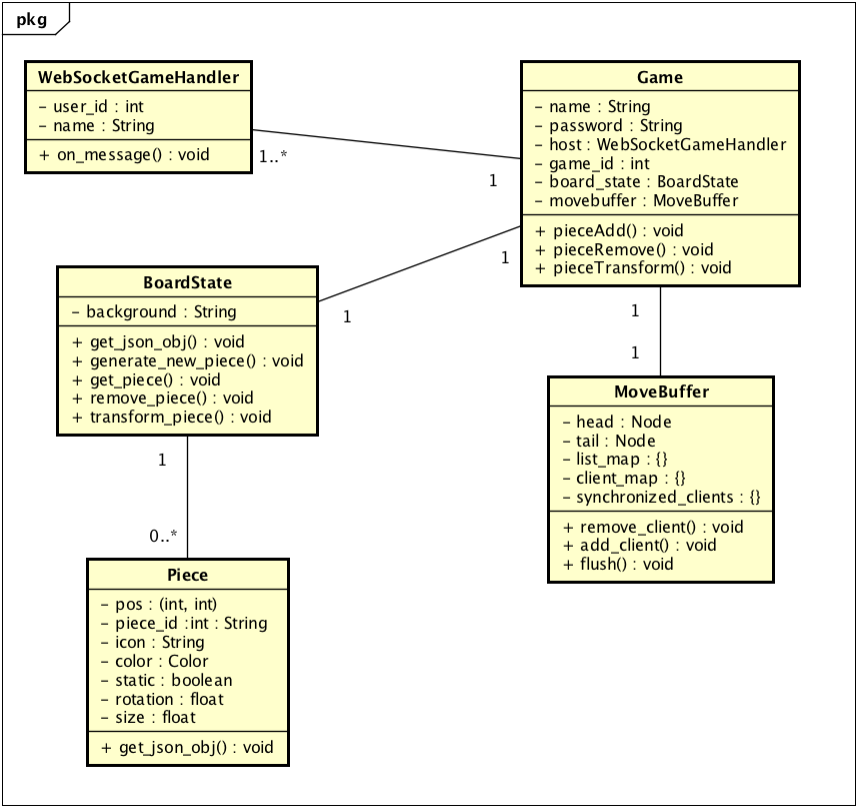 pkg
WebSocketGameHandler
- user_id : int
- name : String
+ on_message() : void
1..*
1
Game
- name : String
- password : String
- host : WebSocketGameHandler
- game_id : int
- board_state : BoardState
- movebuffer : MoveBuffer
+ pieceAdd() : void
+ pieceRemove() : void
+ pieceTransform() : void
1
1
BoardState
- background : String
+ get_json_obj() : void
+ generate_new_piece() : void
+ get_piece() : void
+ remove_piece() : void
+ transform_piece() : void
1
1
MoveBuffer
- head : Node
- tail : Node
- list_map : {}
- client_map : {}
- synchronized_clients : {}
+ remove_client() : void
+ add_client() : void
+ flush() : void
1
0..*
Piece
- pos : (int, int)
- piece_id :int : String
- icon : String
- color : Color
- static : boolean
- rotation : float
- size : float
+ get_json_obj() : void